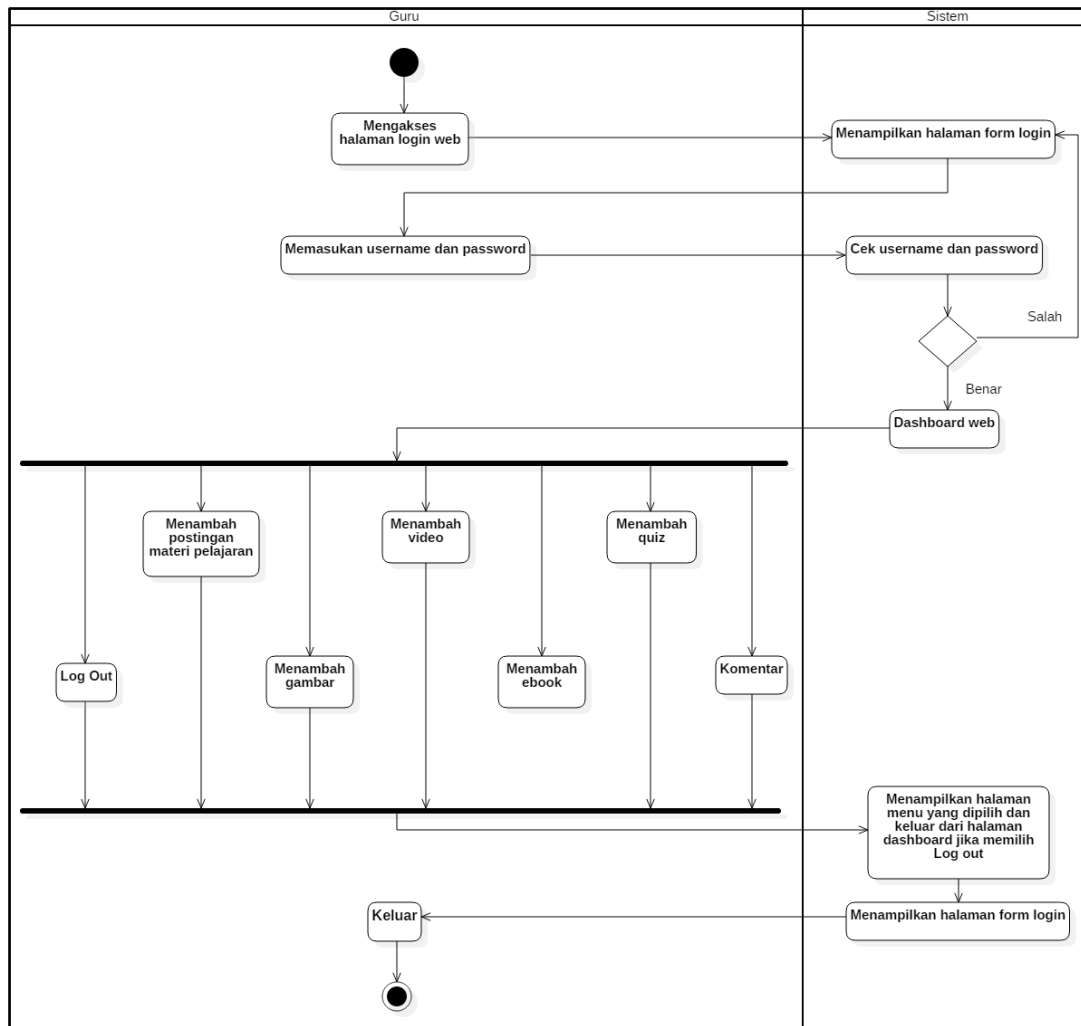 Guru
Sistem
Mengakses
halaman login web
Menampilkan halaman form login
Memasukan username dan password
Cek username dan password
Salah
Benar
Dashboard web
Menambah
postingan
materi pelajaran
Menambah
video
Menambah
quiz
Log Out
Menambah
gambar
Menambah
ebook
Komentar
Menampilkan halaman
menu yang dipilih dan
keluar dari halaman
dashboard jika memilih
Log out
Keluar
Menampilkan halaman form login